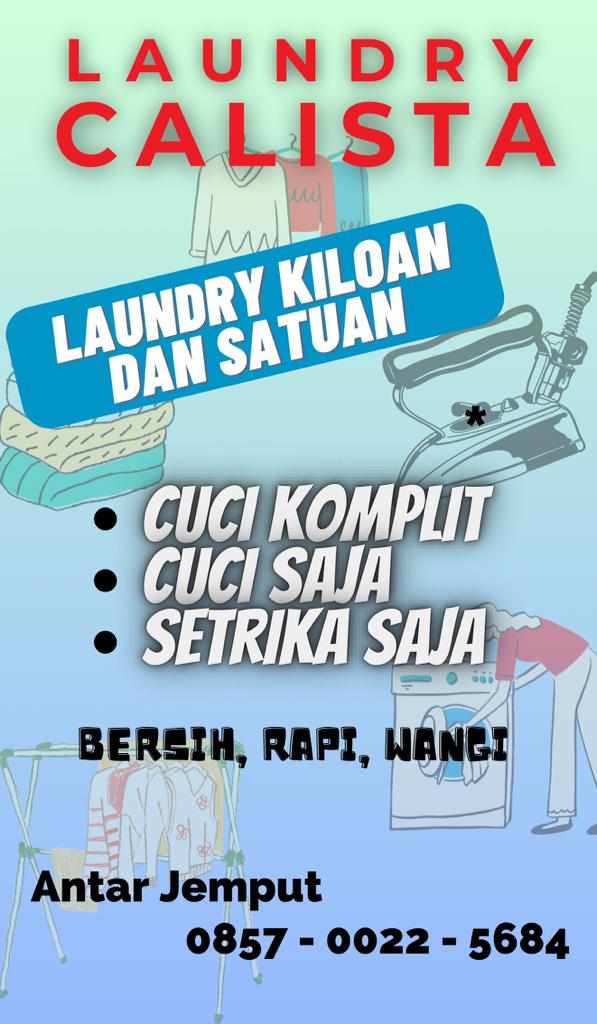 LAUNDRY
CALISTA
LAUNDRY KILOAN
DAN SATUAN
*
• CUCI KOMPLIT
• CUCI SAJA
• SETRIKA SAJA
BERSIH, RAPI, WANGI
Antar Jemput
0857 - 0022 - 5684